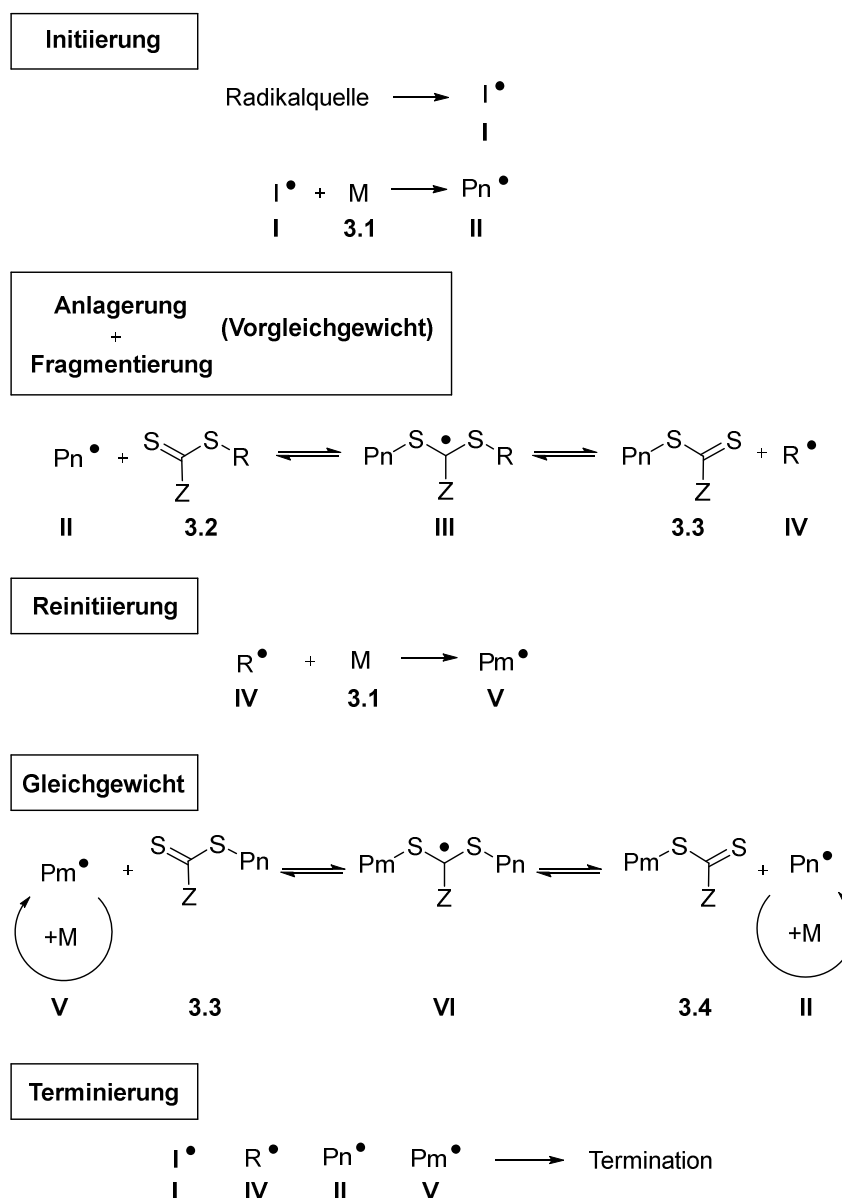 Initiierung
Radikalquelle I•
I
I• + M Pn•
I 3.1 II
Anlagerung
+ (Vorgleichgewicht)
Fragmentierung
Pn• + S S R Z Pn S • S R Z Pn S S Z + R•
II 3.2 III 3.3 IV
Reinitiierung
R• + M Pm•
IV 3.1 V
Gleichgewicht
Pm• + S S Pn Z Pm S • S Pn Z Pm S S Z + Pn•
+M +M
V 3.3 VI 3.4 II
Terminierung
I• R• Pn• Pm• Termination
I IV II V